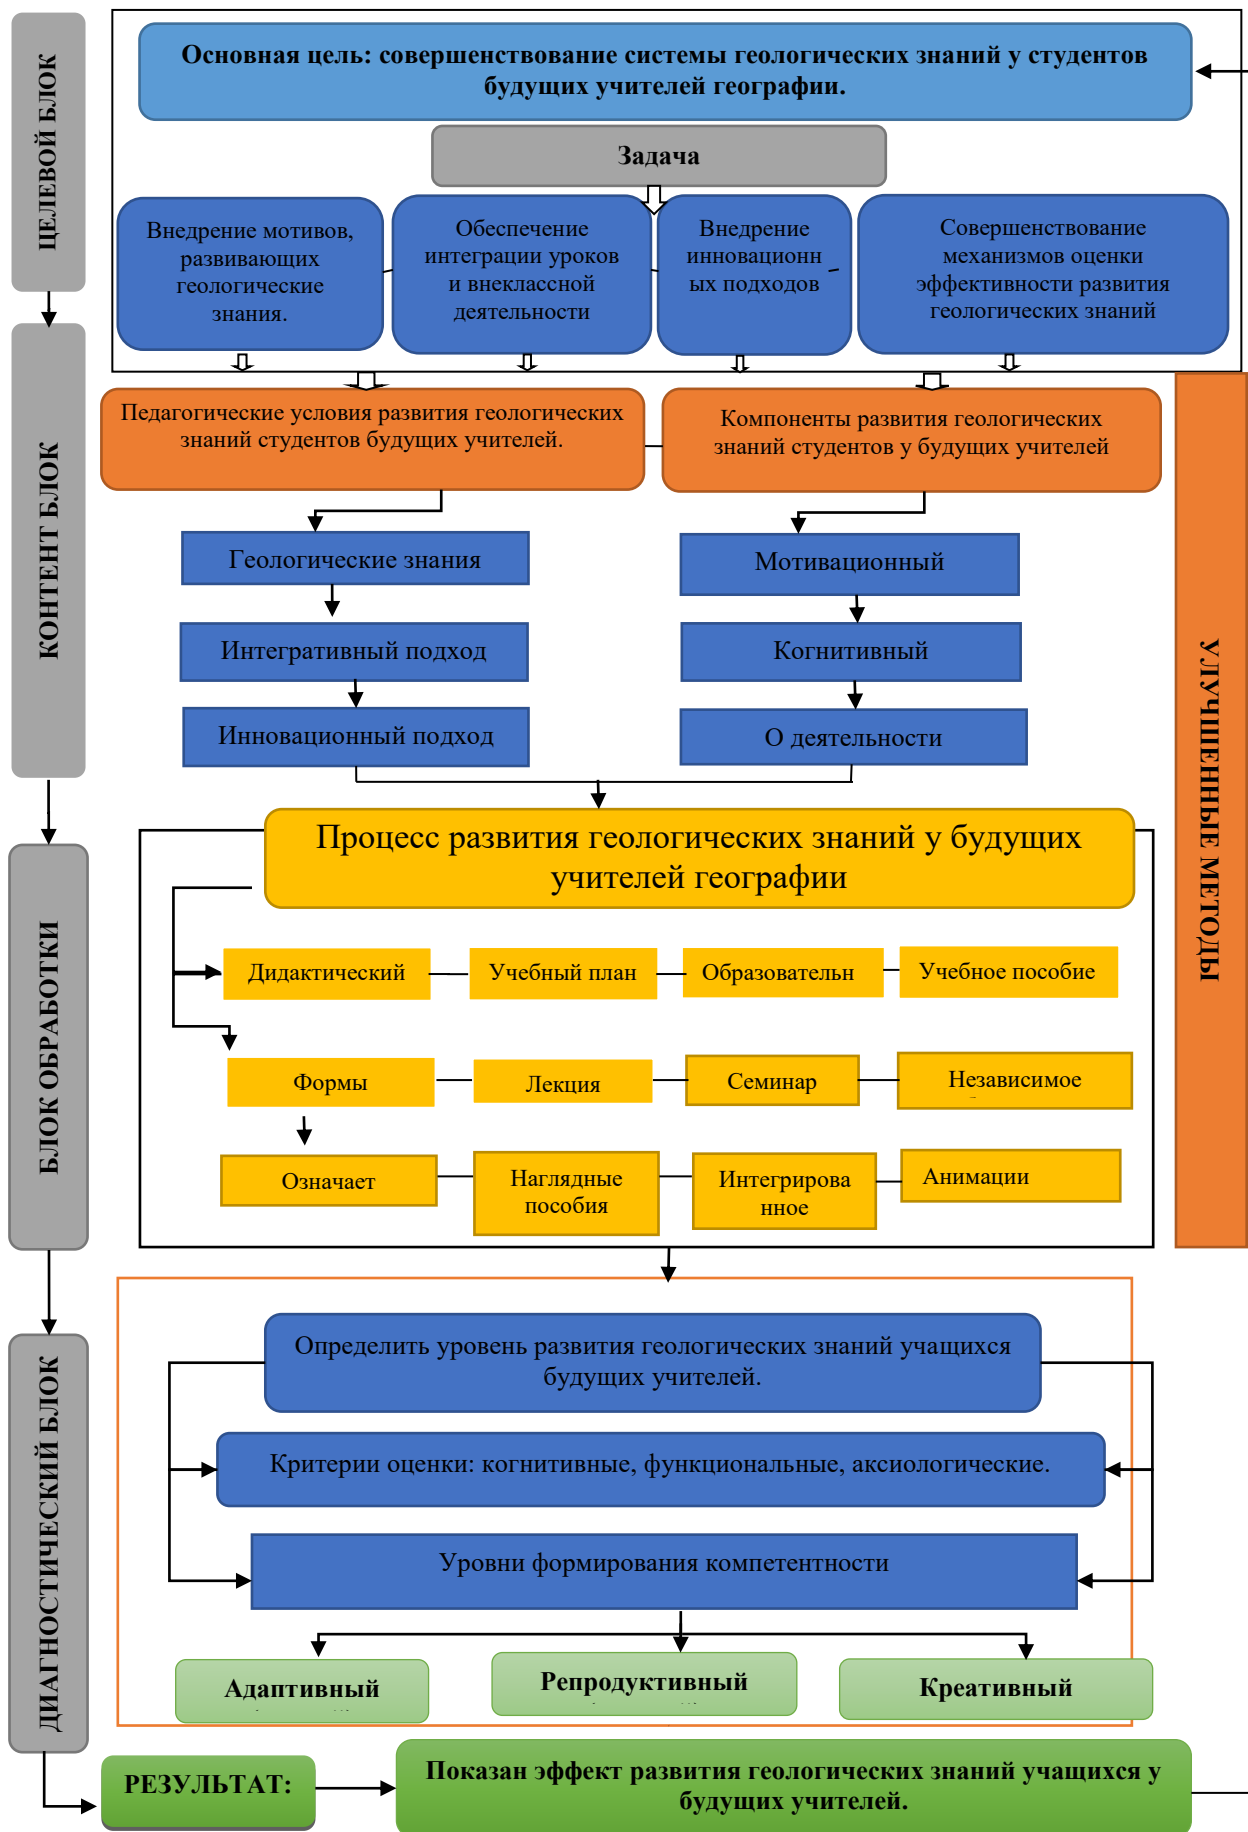 ЦЕЛЕВОЙ БЛОК
Основная цель: совершенствование системы геологических знаний у студентов
будущих учителей географии.
Задача
Внедрение мотивов,
развивающих
геологические
знания.
Обеспечение
интеграции уроков
и внеклассной
деятельности
Внедрение
инновационн
ых подходов
Совершенствование
механизмов оценки
эффективности развития
геологических знаний
КОНТЕНТ БЛОК
Педагогические условия развития геологических
знаний студентов будущих учителей.
Компоненты развития геологических
знаний студентов у будущих учителей
Геологические знания
Интегративный подход
Инновационный подход
Мотивационный
Когнитивный
О деятельности
УЛУЧШЕННЫЕ МЕТОДЫ
БЛОК ОБРАБОТКИ
Процесс развития геологических знаний у будущих
учителей географии
Дидактический
Учебный план
Образовательн
Учебное пособие
Формы
Лекция
Семинар
Независимое
Означает
Наглядные
пособия
Интегрирова
нное
Анимации
ДИАГНОСТИЧЕСКИЙ БЛОК
Определить уровень развития геологических знаний учащихся
будущих учителей.
Критерии оценки: когнитивные, функциональные, аксиологические.
Уровни формирования компетентности
Адаптивный
Репродуктивный
Креативный
РЕЗУЛЬТАТ:
Показан эффект развития геологических знаний учащихся у
будущих учителей.